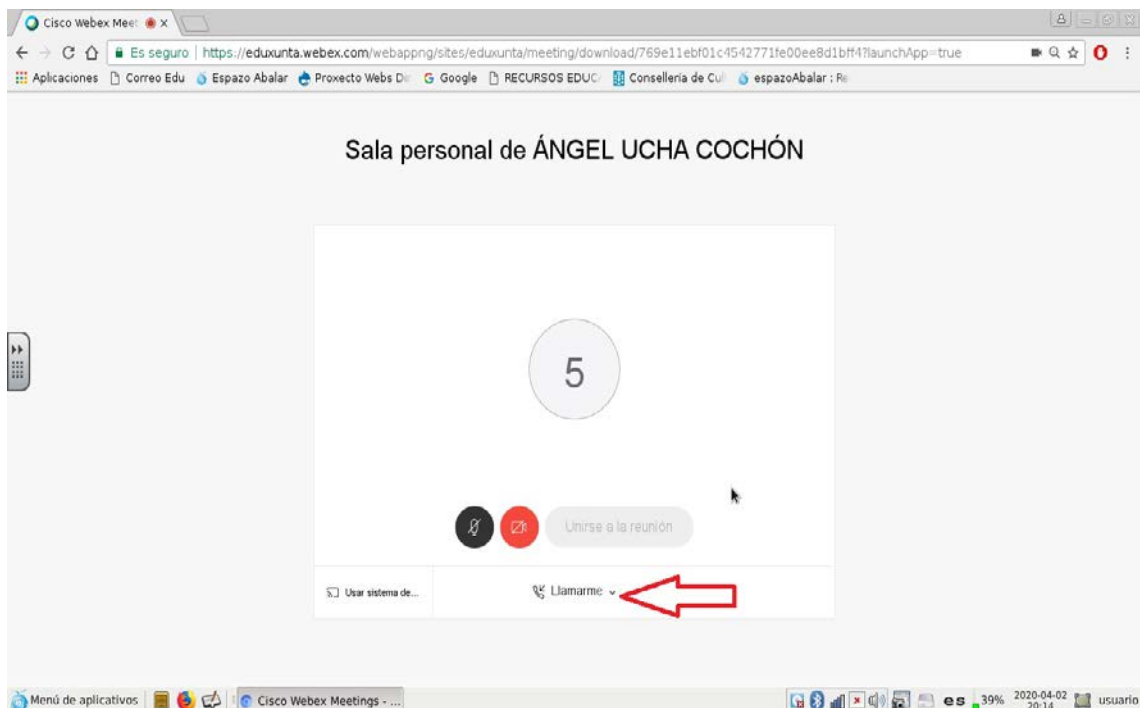 Cisco Webex Meet
Es seguro | https://eduxunta.webex.com/webappng/sites/eduxunta/meeting/download/769e11ebf01c4542771fe00ee8d1bff4?launchApp=true
Aplicaciones Correo Edu Espazo Abalar Proxecto Webs D Google RECURSOS EDUC Consellería de Cul espazoAbalar : Re
Sala personal de ÁNGEL UCHA COCHÓN
5
Unirse a la reunión
Usar sistema de... Llamarme
Menú de aplicativos Cisco Webex Meetings - ... es 39% 2020-04-02 usuario
20:14